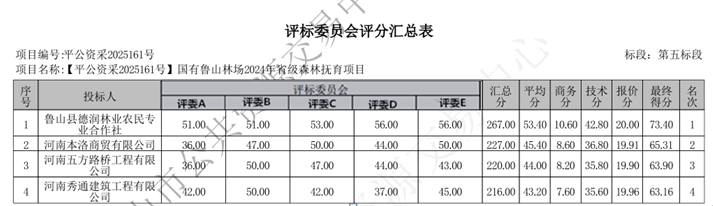 评标委员会评分汇总表
项目编号:平公资采2025161号 标段：第五标段
项目名称:【平公资采2025161号】国有鲁山林场2024年省级森林抚育项目
序号 投标人 评标委员会 汇总分 平均分 商务分 技术分 报价分 最终得分 名次
评委A 评委B 评委C 评委D 评委E
1 鲁山县德润林业农民专业合作社 51.00 51.00 53.00 56.00 56.00 267.00 53.40 10.60 42.80 20.00 73.40 1
2 河南本洛商贸有限公司 36.00 47.00 50.00 44.00 50.00 227.00 45.40 8.60 36.80 19.91 65.31 2
3 河南五方路桥工程有限公司 36.00 50.00 47.00 44.00 43.00 220.00 44.00 8.20 35.80 19.90 63.90 3
4 河南秀通建筑工程有限公司 42.00 50.00 42.00 37.00 45.00 216.00 43.20 7.60 35.60 19.96 63.16 4